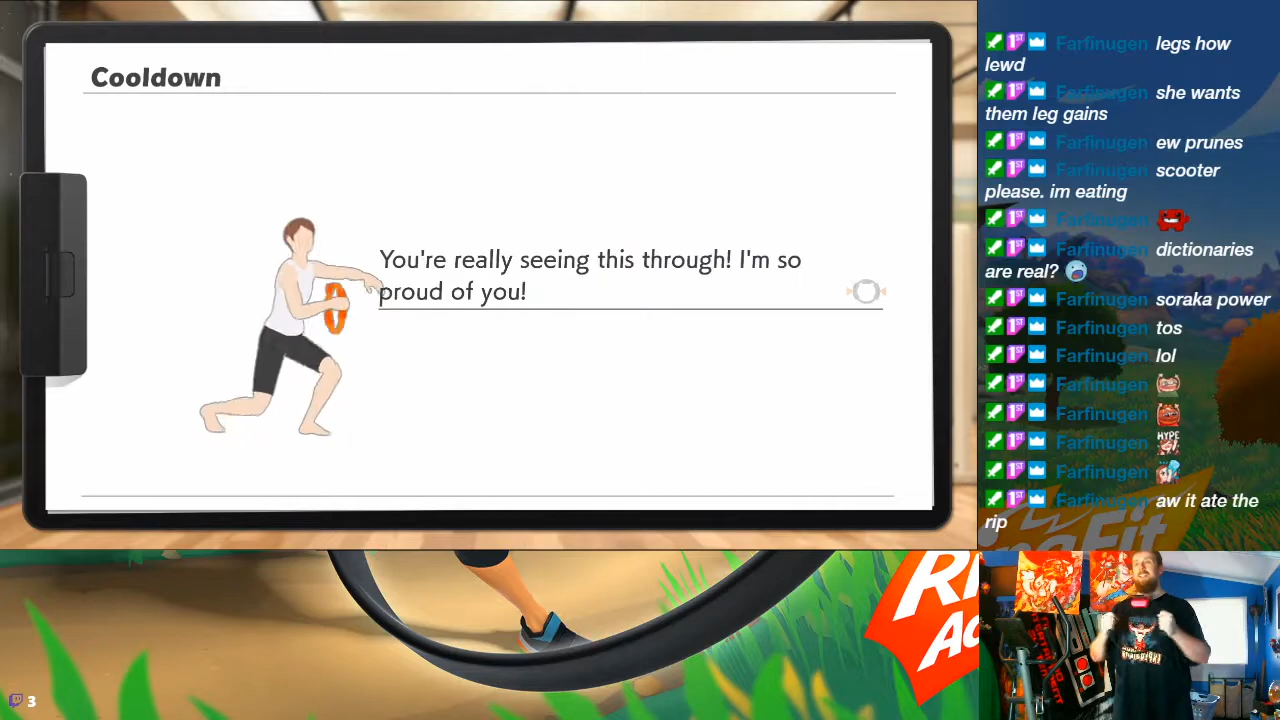 Cooldown
You're really seeing this through! I'm so
proud of you!
Farfinugen legs how
lewd
Farfinugen she wants
them leg gains
Farfinugen ew prunes
Farfinugen scooter
please. im eating
Farfinugen
Farfinugen dictionaries
are real?
Farfinugen soraka power
Farfinugen tos
Farfinugen lol
Farfinugen
Farfinugen
Farfinugen HYPE
Farfinugen
Farfinugen aw it ate the
rip
3